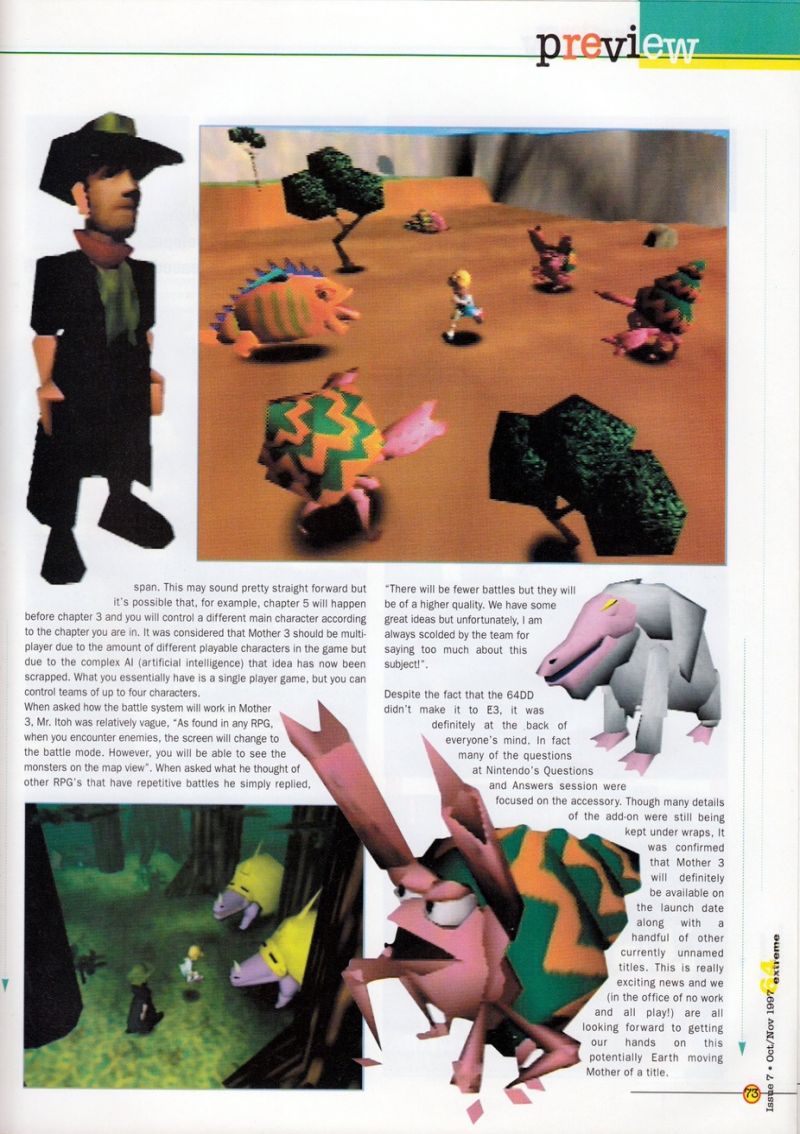 preview
span. This may sound pretty straight forward but
it's possible that, for example, chapter 5 will happen
before chapter 3 and you will control a different main character according
to the chapter you are in. It was considered that Mother 3 should be multi-
player due to the amount of different playable characters in the game but
due to the complex AI (artificial intelligence) that idea has now been
scrapped. What you essentially have is a single player game, but you can
control teams of up to four characters.
When asked how the battle system will work in Mother
3, Mr. Itoh was relatively vague, “As found in any RPG,
when you encounter enemies, the screen will change to
the battle mode. However, you will be able to see the
monsters on the map view”. When asked what he thought of
other RPG's that have repetitive battles he simply replied,
“There will be fewer battles but they will
be of a higher quality. We have some
great ideas but unfortunately, I am
always scolded by the team for
saying too much about this
subject!”.
Despite the fact that the 64DD
didn't make it to E3, it was
definitely at the back of
everyone's mind. In fact
many of the questions
at Nintendo's Questions
and Answers session were
focused on the accessory. Though many details
of the add-on were still being
kept under wraps, It
was confirmed
that Mother 3
will definitely
be available on
the launch date
along with a
handful of other
currently unnamed
titles. This is really
exciting news and we
(in the office of no work
and all play!) are all
looking forward to getting
our hands on this
potentially Earth moving
Mother of a title.
Issue 7 • Oct/Nov 1997 64 extreme
73